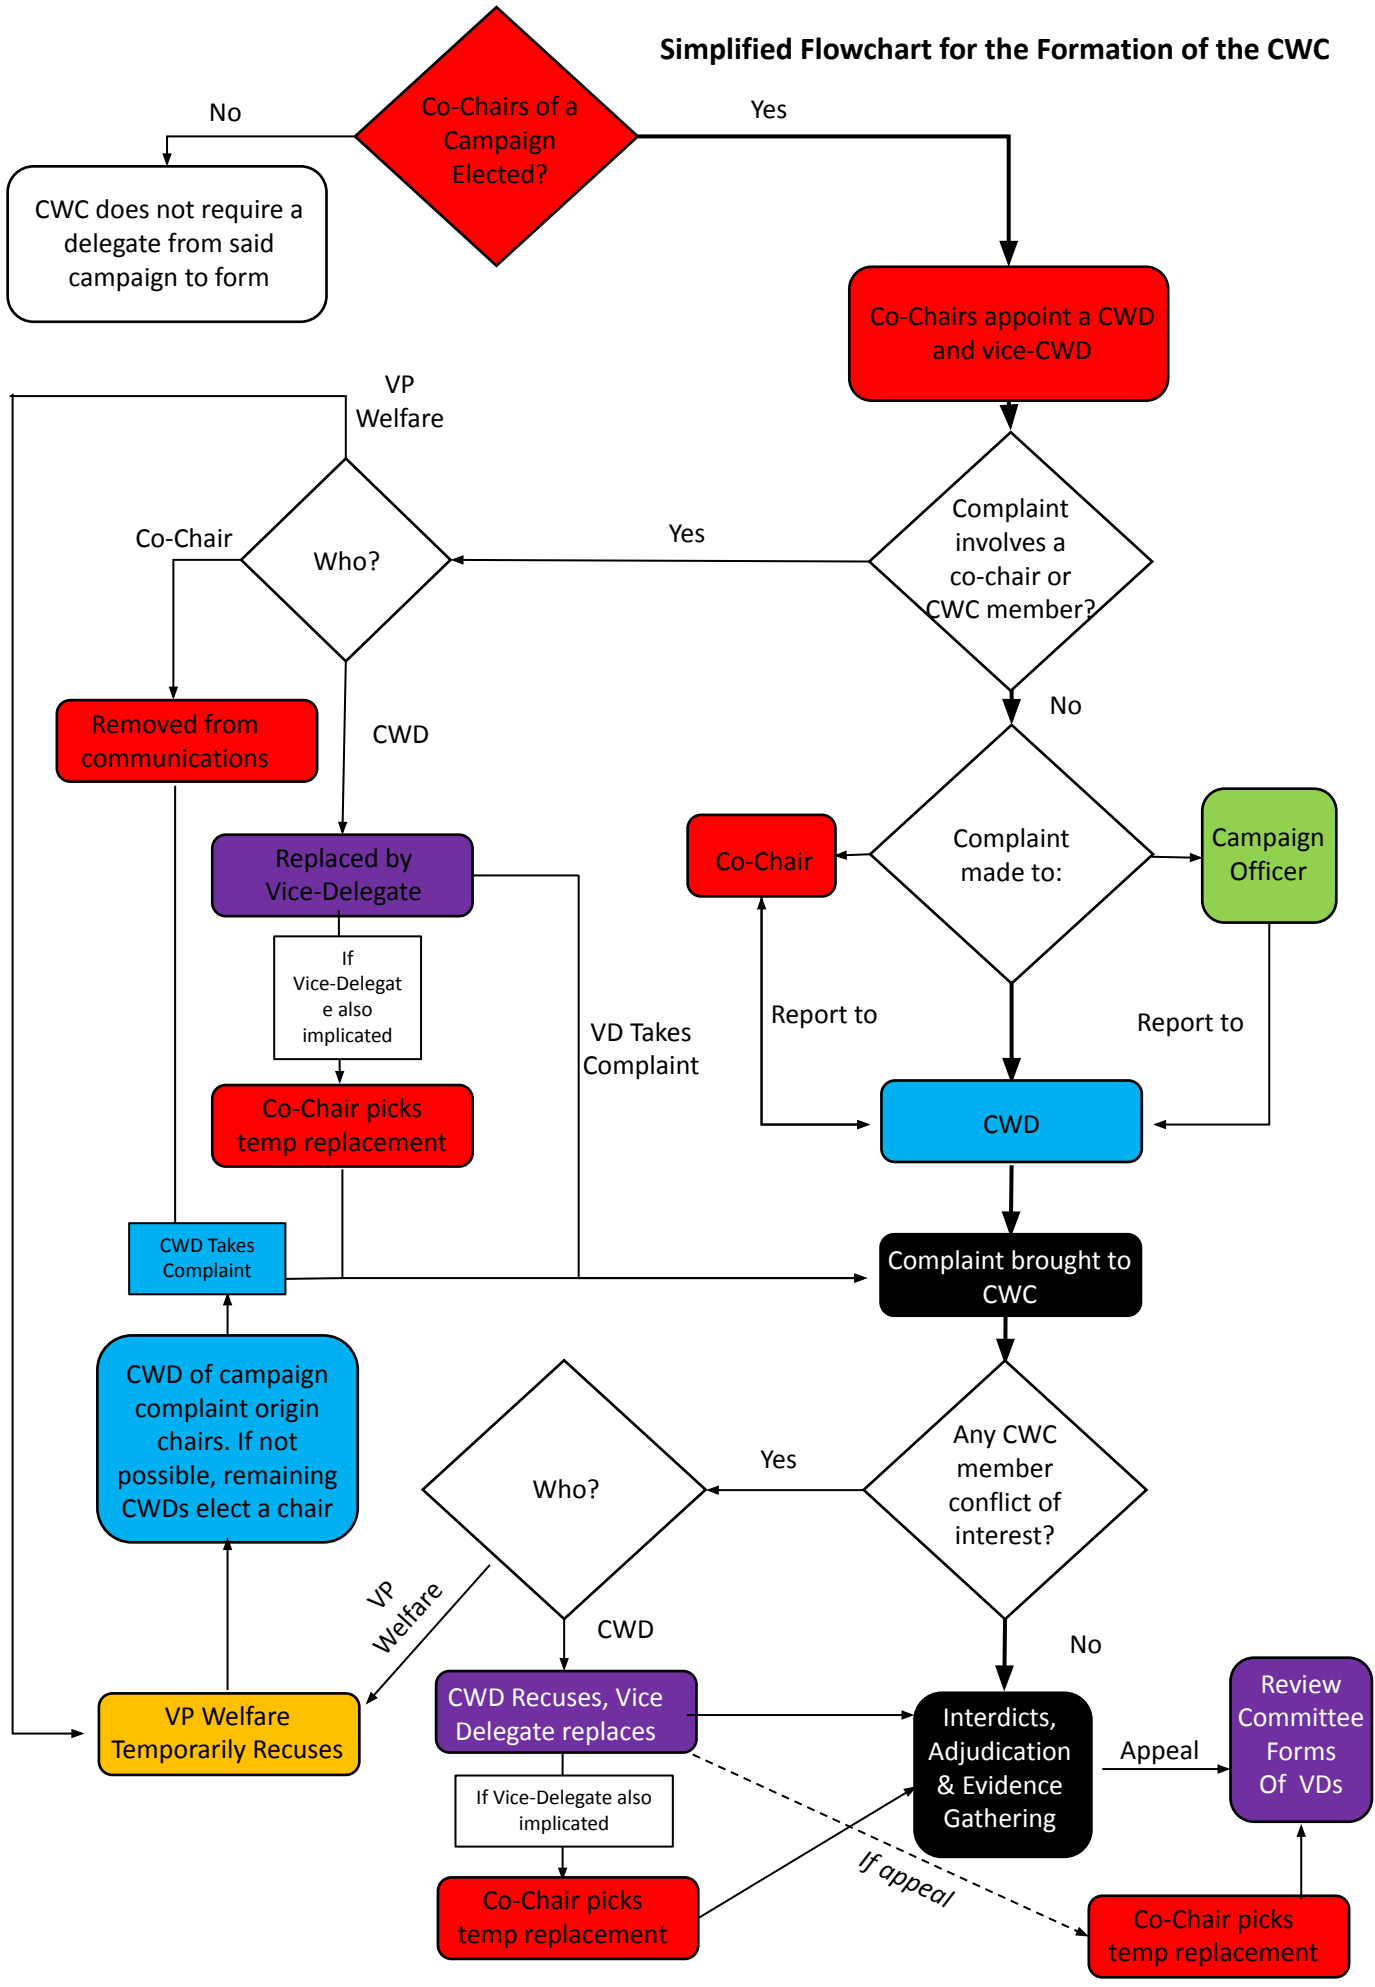 Simplified Flowchart for the Formation of the CWC
Co-Chairs of a
Campaign
Elected?
No
Yes
CWC does not require a
delegate from said
campaign to form
Co-Chairs appoint a CWD
and vice-CWD
VP
Welfare
Complaint
involves a
co-chair or
CWC member?
Yes
Who?
Co-Chair
No
Removed from
communications
CWD
Complaint
made to:
Co-Chair
Campaign
Officer
Replaced by
Vice-Delegate
If
Vice-Delegat
e also
implicated
VD Takes
Complaint
Report to
Report to
Co-Chair picks
temp replacement
CWD
CWD Takes
Complaint
Complaint brought to
CWC
CWD of campaign
complaint origin
chairs. If not
possible, remaining
CWDs elect a chair
Who?
Yes
Any CWC
member
conflict of
interest?
VP
Welfare
CWD
No
VP Welfare
Temporarily Recuses
CWD Recuses, Vice
Delegate replaces
Interdicts,
Adjudication
& Evidence
Gathering
Appeal
Review
Committee
Forms
Of VDs
If Vice-Delegate also
implicated
If appeal
Co-Chair picks
temp replacement
Co-Chair picks
temp replacement